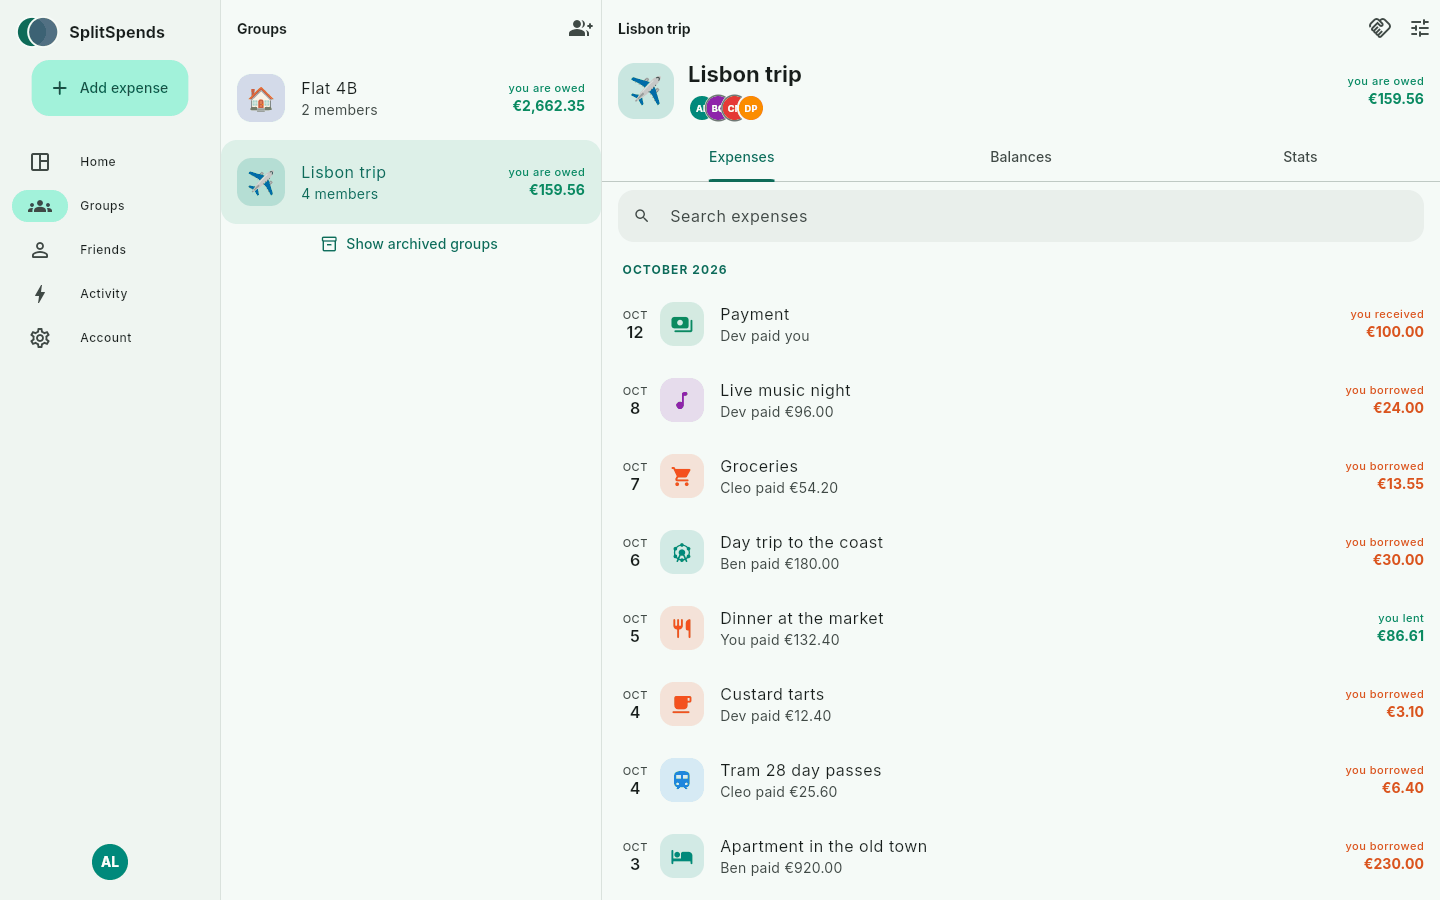 SplitSpends
Add expense
Home
Groups
Friends
Activity
Account
AL
Groups
Flat 4B
2 members
you are owed
€2,662.35
Lisbon trip
4 members
you are owed
€159.56
Show archived groups
Lisbon trip
Lisbon trip
DP
you are owed
€159.56
Expenses
Balances
Stats
Search expenses
OCTOBER 2026
OCT
12
Payment
Dev paid you
you received
€100.00
OCT
8
Live music night
Dev paid €96.00
you borrowed
€24.00
OCT
7
Groceries
Cleo paid €54.20
you borrowed
€13.55
OCT
6
Day trip to the coast
Ben paid €180.00
you borrowed
€30.00
OCT
5
Dinner at the market
You paid €132.40
you lent
€86.61
OCT
4
Custard tarts
Dev paid €12.40
you borrowed
€3.10
OCT
4
Tram 28 day passes
Cleo paid €25.60
you borrowed
€6.40
OCT
3
Apartment in the old town
Ben paid €920.00
you borrowed
€230.00